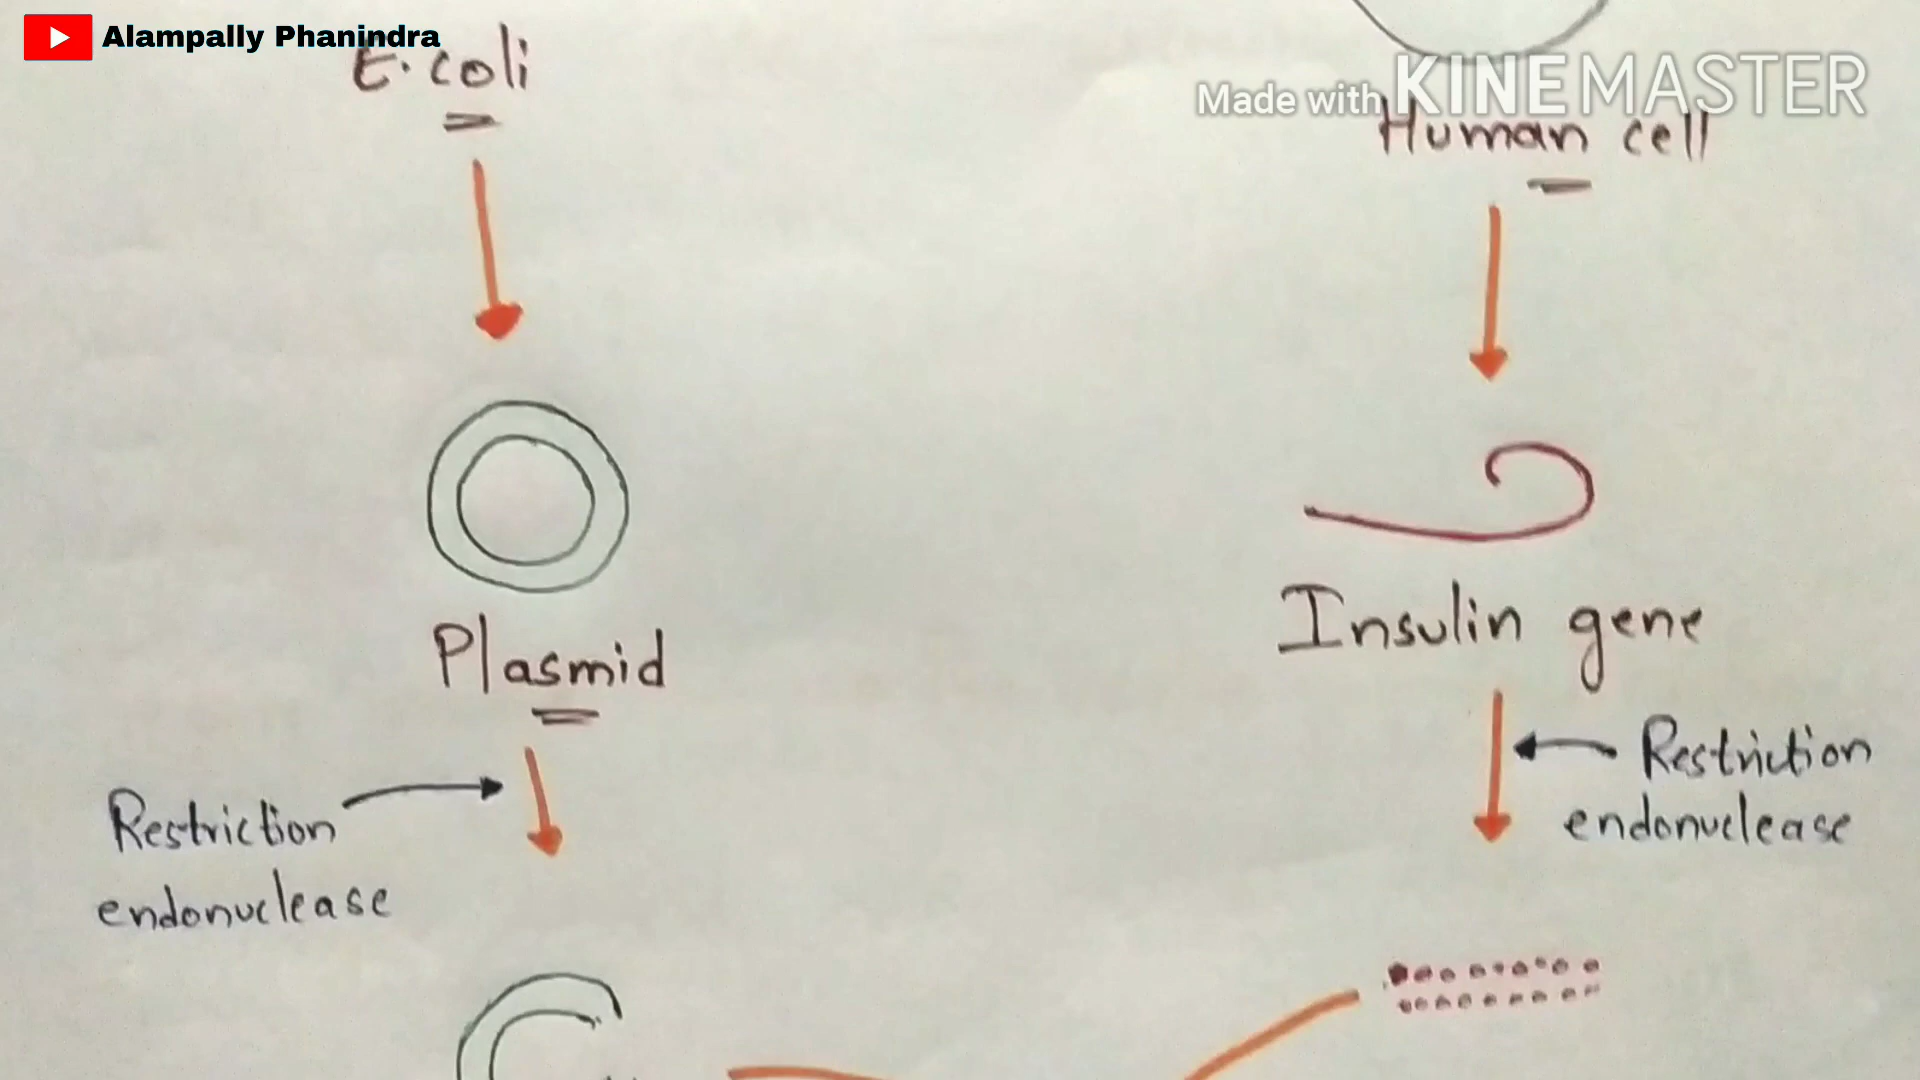 Alampally Phanindra
E. coli
Made with KINEMASTER
Human cell
Plasmid
Insulin gene
Restriction
endonuclease
Restriction
endonuclease